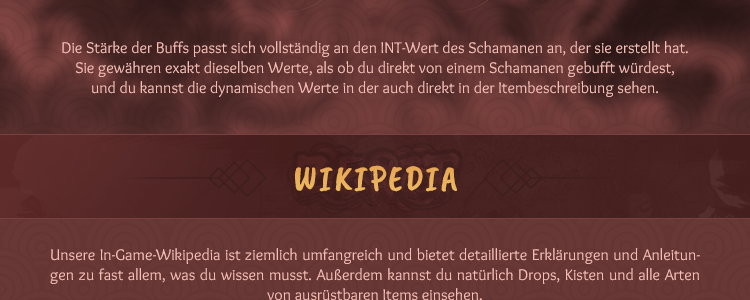 Die Stärke der Buffs passt sich vollständig an den INT-Wert des Schamanen an, der sie erstellt hat.
Sie gewähren exakt dieselben Werte, als ob du direkt von einem Schamanen gebufft würdest,
und du kannst die dynamischen Werte in der auch direkt in der Itembeschreibung sehen.
WIKIPEDIA
Unsere In-Game-Wikipedia ist ziemlich umfangreich und bietet detaillierte Erklärungen und Anleitun-
gen zu fast allem, was du wissen musst. Außerdem kannst du natürlich Drops, Kisten und alle Arten
von ausrüstbaren Items einsehen.